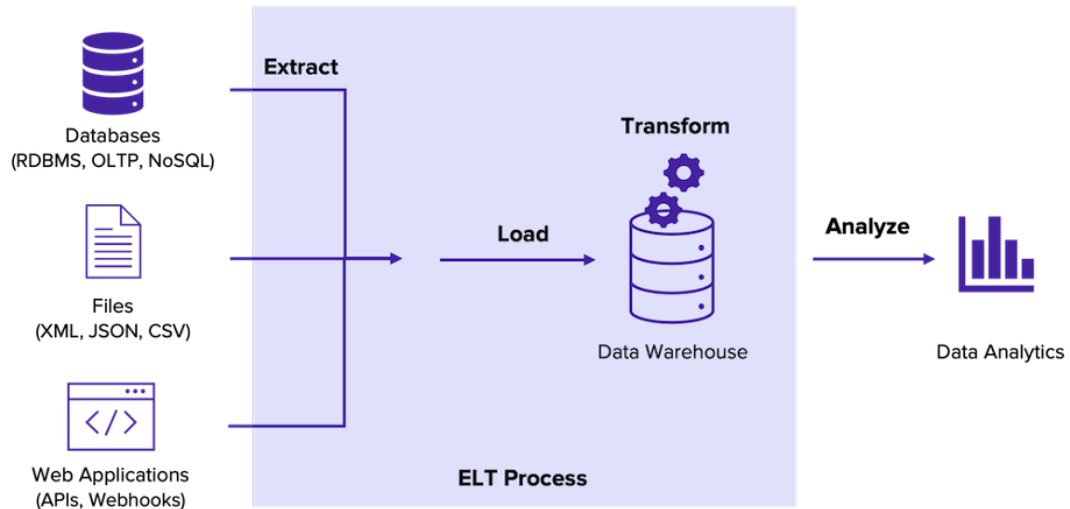 Extract
Databases
(RDBMS, OLTP, NoSQL)
Transform
Load
Analyze
Files
(XML, JSON, CSV)
Data Warehouse
Data Analytics
</>
Web Applications
(APIs, Webhooks)
ELT Process